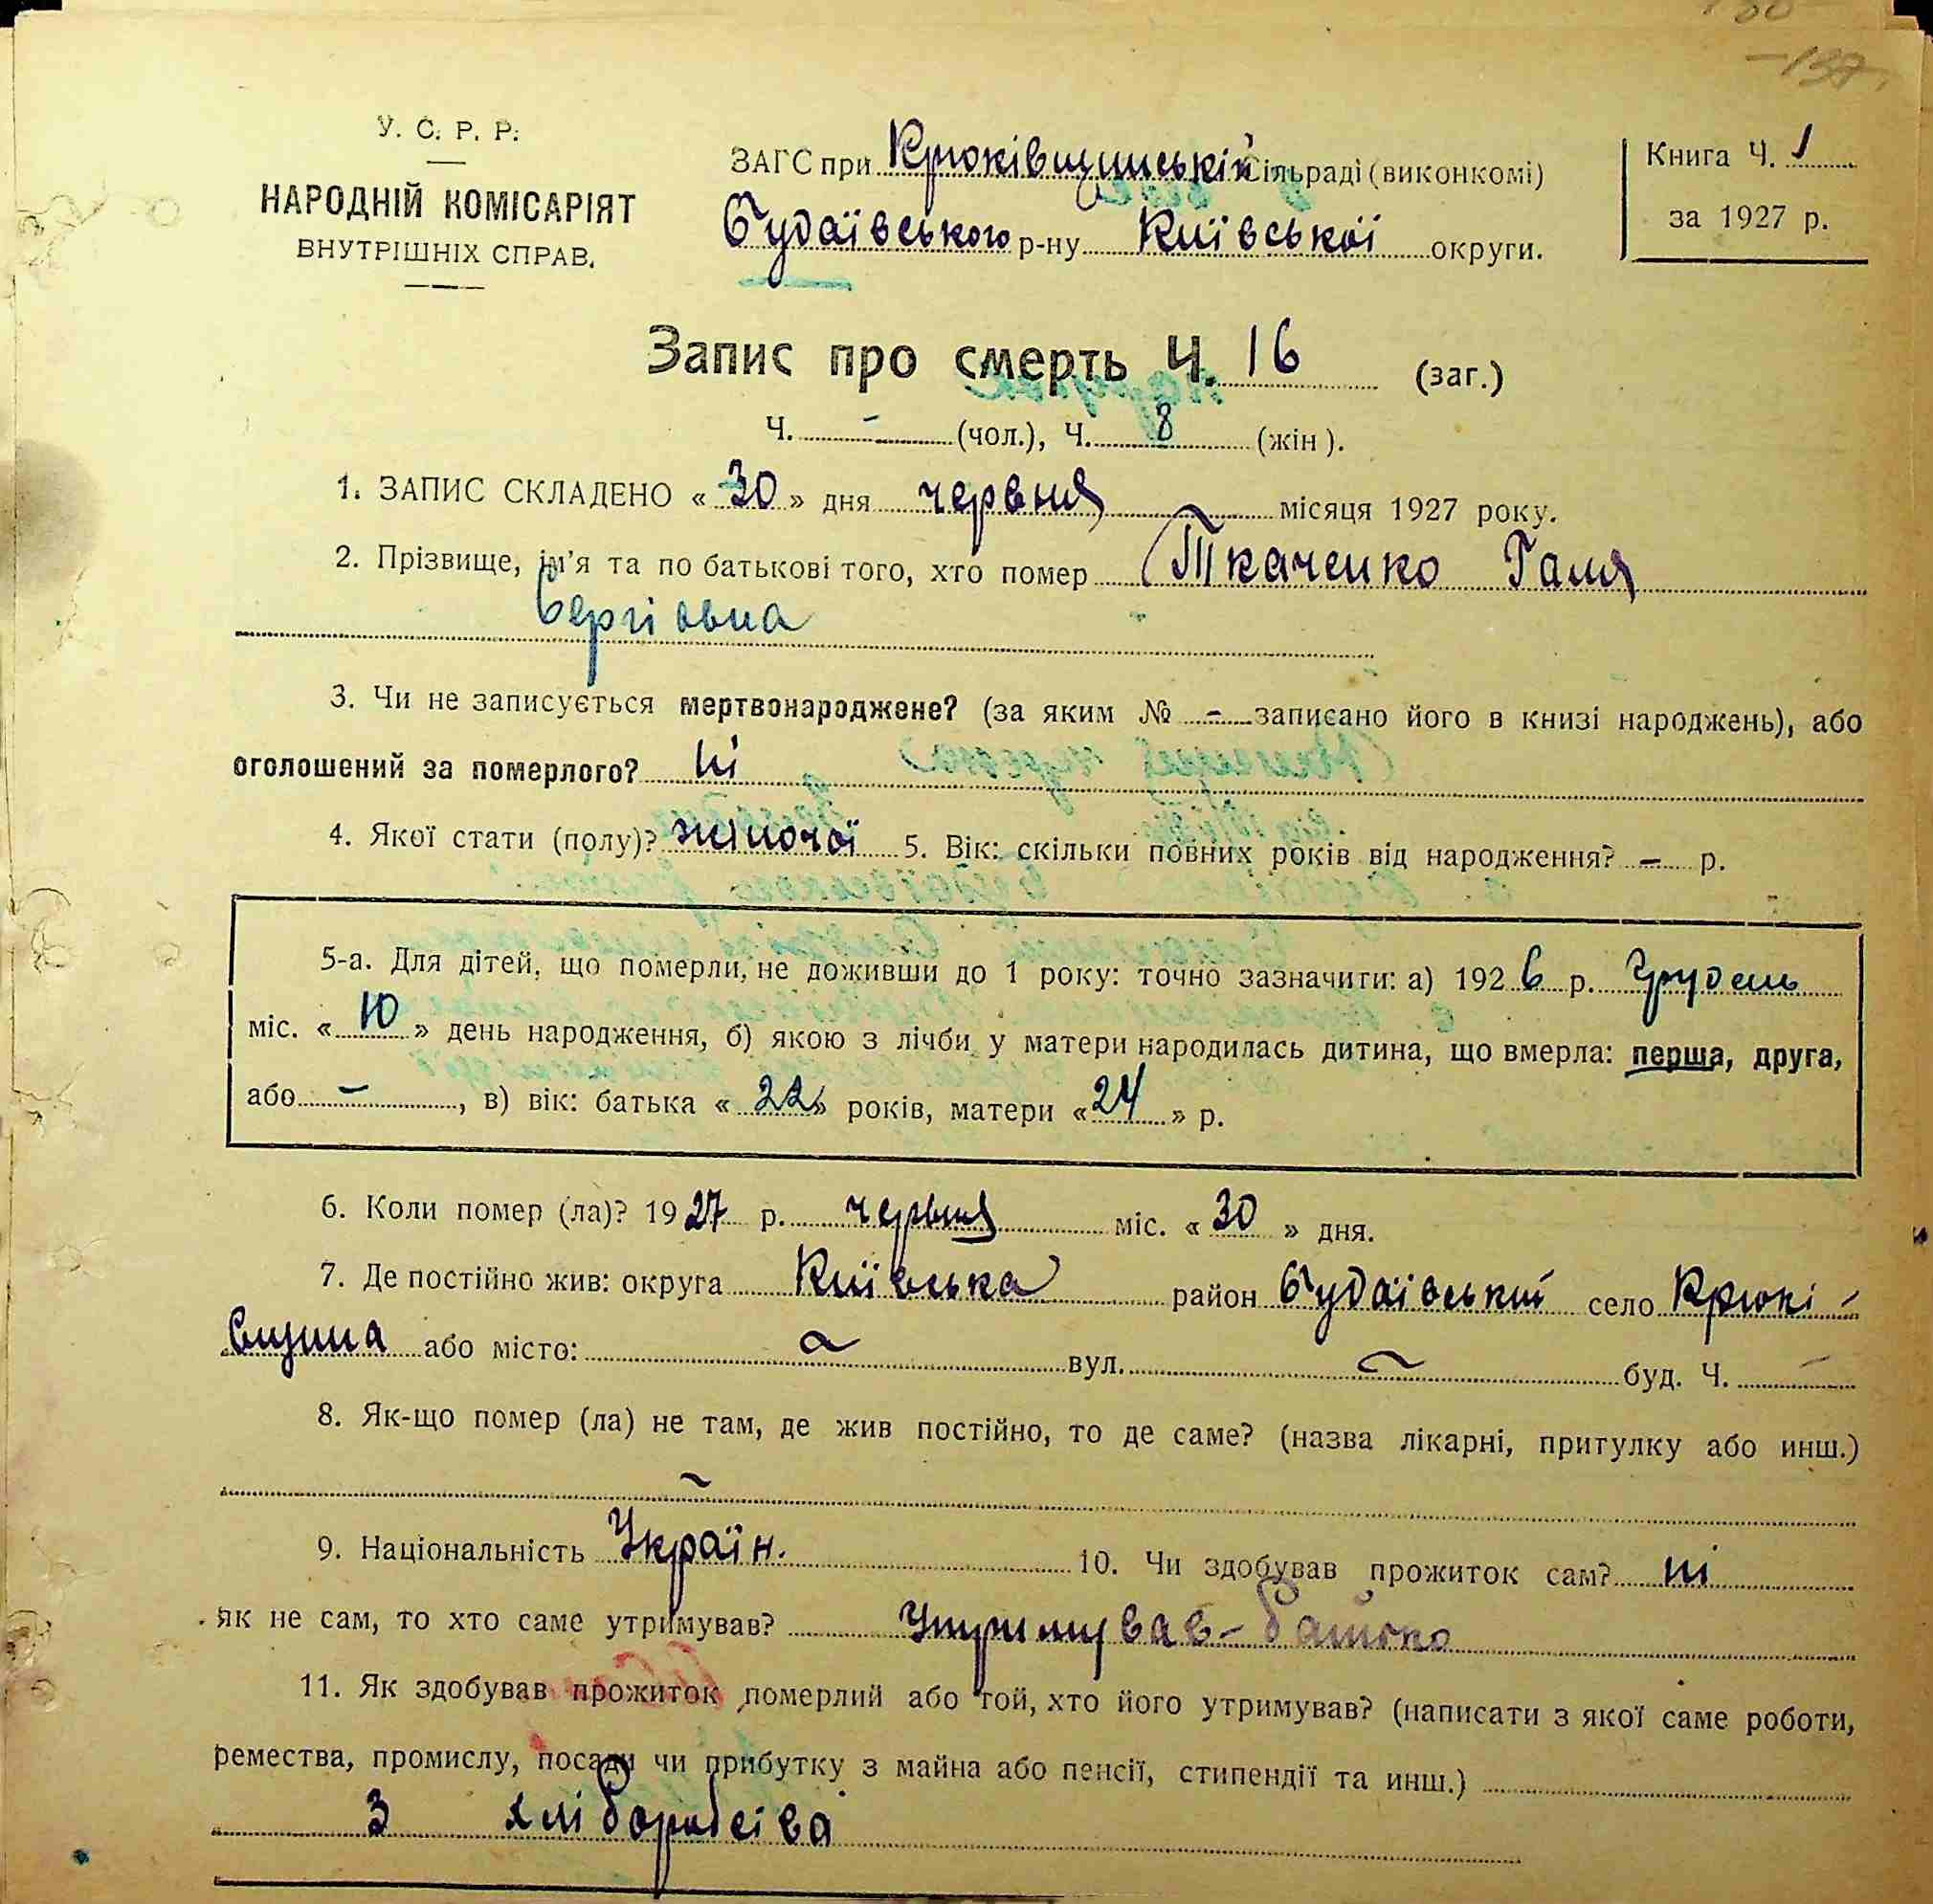 137
У. С. Р. Р.
НАРОДНІЙ КОМІСАРІЯТ
ВНУТРІШНІХ СПРАВ.
ЗАГС при Крюківщинській Сільраді (виконкомі)
Будаївського р-ну Київської округи.
Книга Ч. 1
за 1927 р.
Запис про смерть Ч. 16 (заг.)
Ч. - (чол.), Ч. 8 (жін).
1. ЗАПИС СКЛАДЕНО « 30 » дня червня місяця 1927 року.
2. Прізвище, ім'я та по батькові того, хто помер Ткаченко Галя
Сергіовна
3. Чи не записується мертвонароджене? (за яким № - записано його в книзі народжень), або
оголошений за померлого? ні
4. Якої стати (полу)? жіночої 5. Вік: скільки повних років від народження? - р.
5-а. Для дітей, що померли, не доживши до 1 року: точно зазначити: а) 1926 р. Грудень
міс. « 10 » день народження, б) якою з лічби у матери народилась дитина, що вмерла: перша, друга,
або -, в) вік: батька « 22 » років, матери « 24 » р.
6. Коли помер (ла)? 1927 р. червня міс. « 30 » дня.
7. Де постійно жив: округа Київська район Будаївський село Крюкі-
вщина або місто: - вул. - буд. Ч. -
8. Як-що помер (ла) не там, де жив постійно, то де саме? (назва лікарні, притулку або инш.)
-
9. Національність Україн. 10. Чи здобував прожиток сам? ні
як не сам, то хто саме утримував? Утримував - батько
11. Як здобував прожиток померлий або той, хто його утримував? (написати з якої саме роботи,
ремества, промислу, посади чи прибутку з майна або пенсії, стипендії та инш.)
З хліборобсіва